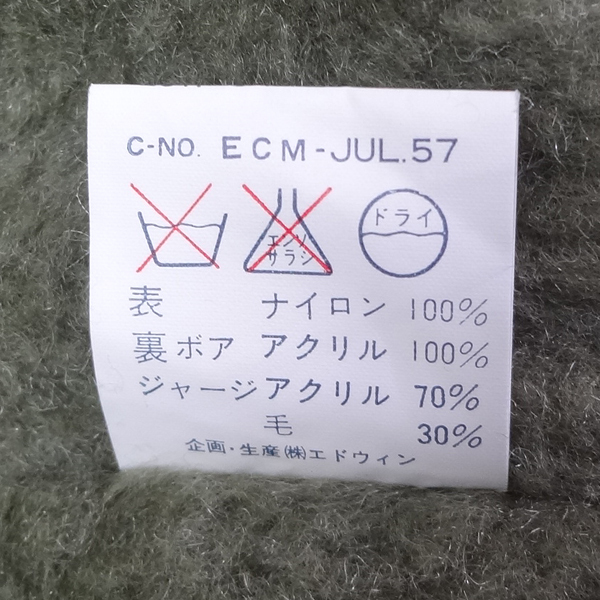 C-NO. ECM-JUL.57
エンソ
サラシ
ドライ
表 ナイロン 100%
裏ボア アクリル 100%
ジャージアクリル 70%
毛 30%
企画・生産㈱エドウィン